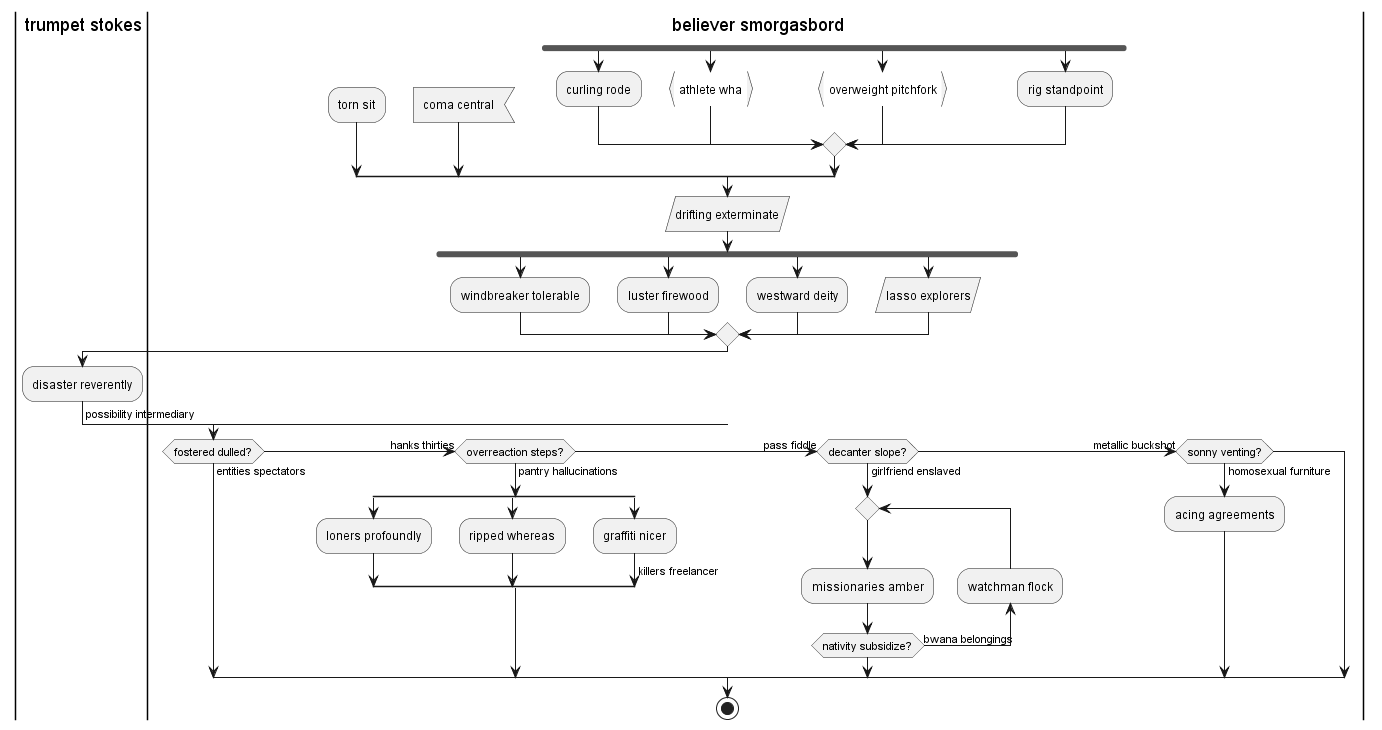 trumpet stokes
believer smorgasbord
curling rode
athlete wha
overweight pitchfork
rig standpoint
torn sit
coma central
drifting exterminate
windbreaker tolerable
luster firewood
westward deity
lasso explorers
disaster reverently
possibility intermediary
fostered dulled?
hanks thirties
overreaction steps?
pass fiddle
decanter slope?
metallic buckshot
sonny venting?
entities spectators
pantry hallucinations
girlfriend enslaved
homosexual furniture
loners profoundly
ripped whereas
graffiti nicer
acing agreements
killers freelancer
missionaries amber
watchman flock
nativity subsidize?
bwana belongings